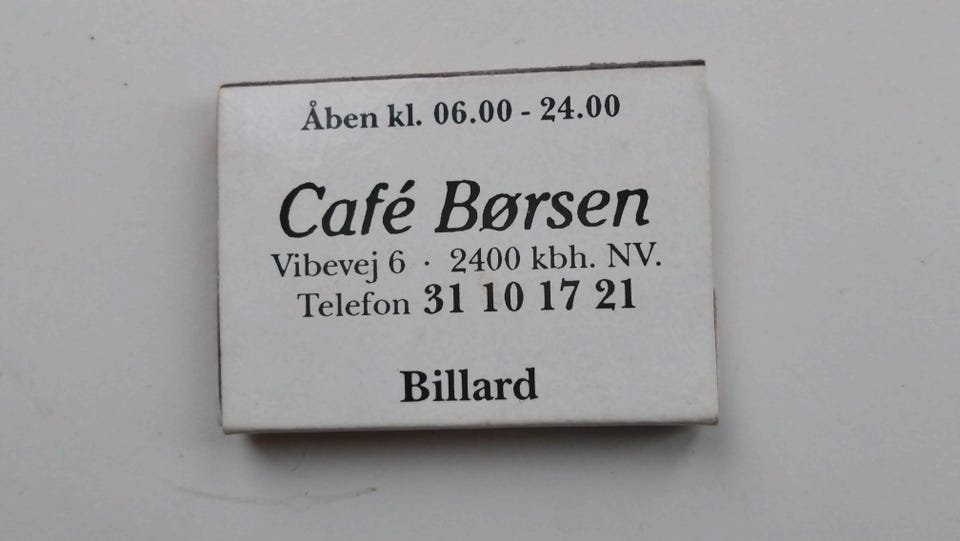 Åben kl. 06.00 - 24.00
Café Børsen
Vibevej 6 · 2400 kbh. NV.
Telefon 31 10 17 21
Billard